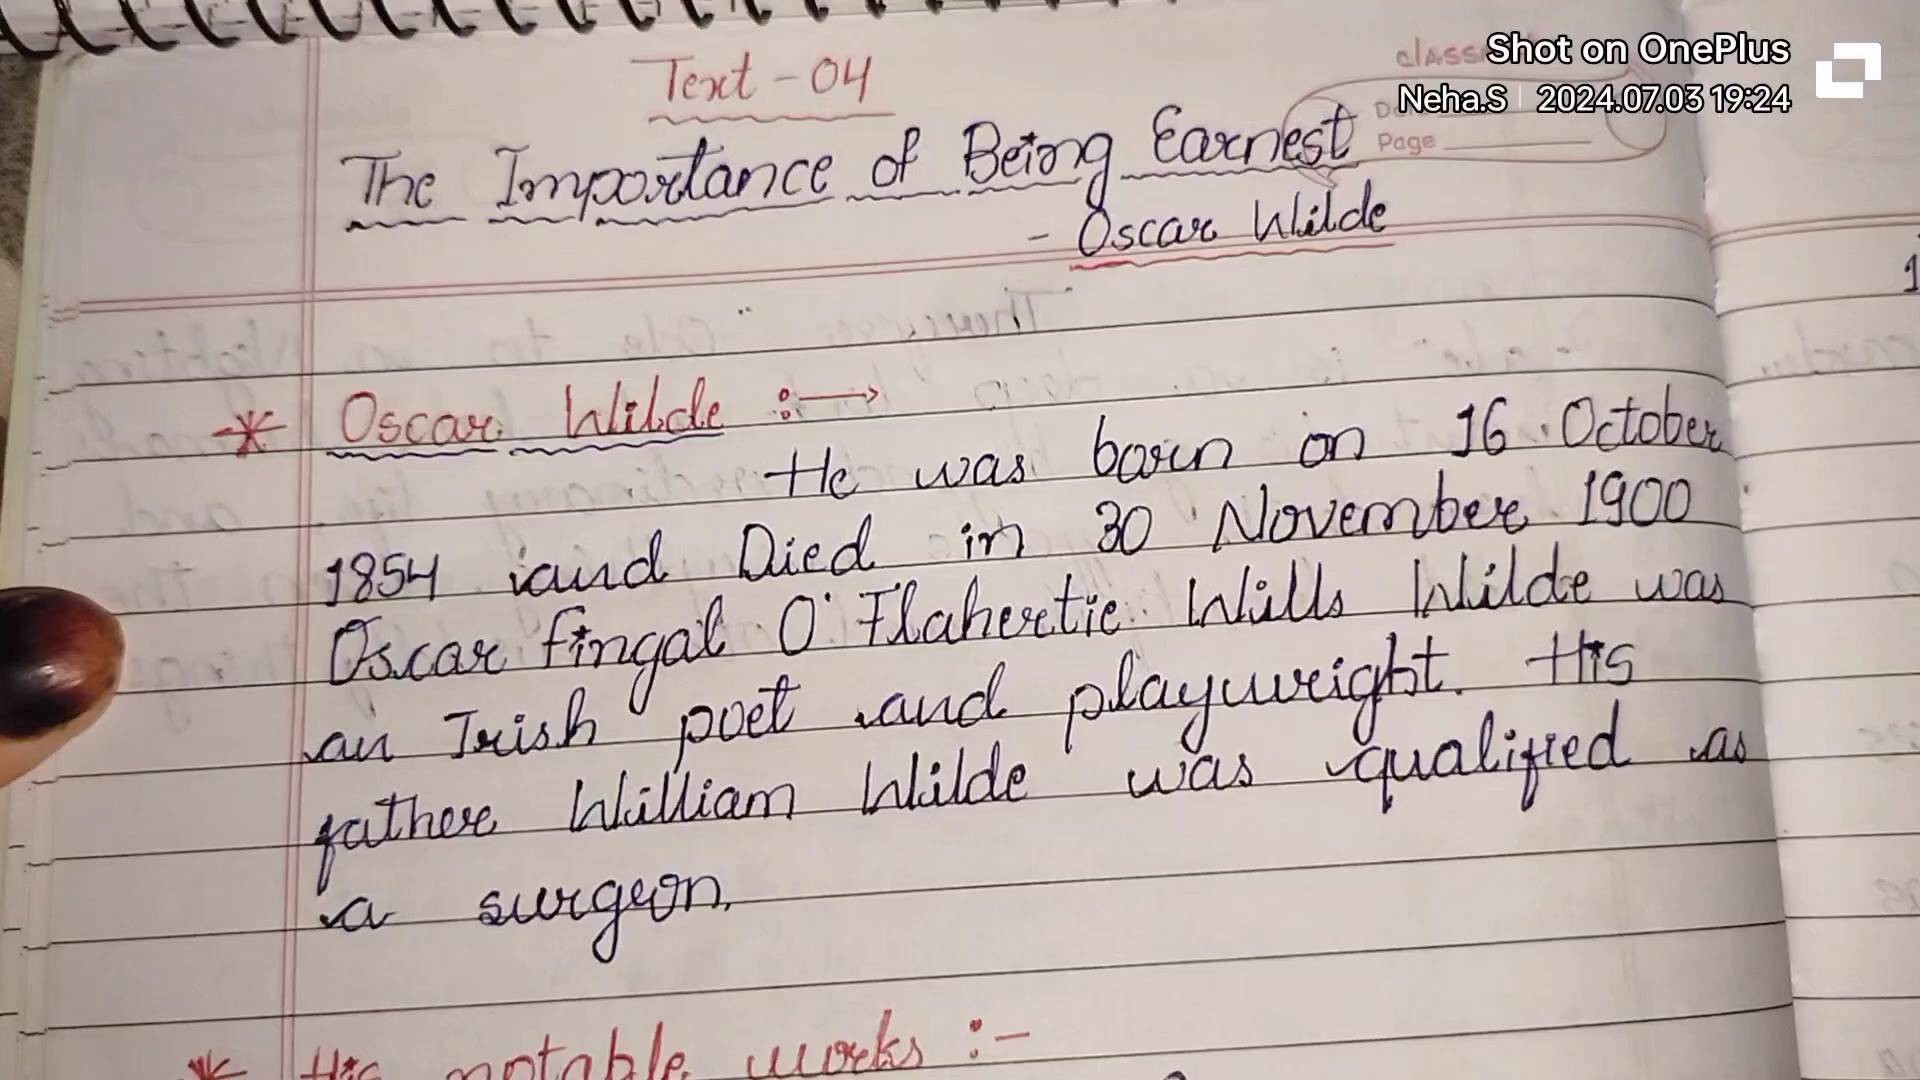 Text - 04
classm
Shot on OnePlus
Neha.S | 2024.07.03 19:24
Page
The Importance of Being Earnest
- Oscar Wilde
* Oscar Wilde :→
He was born on 16 October
1854 and Died in 30 November 1900
Oscar fingal O'Flahertie Wills Wilde was
an Irish poet and playwright. His
father William Wilde was qualified as
a surgeon.
* His notable works :-